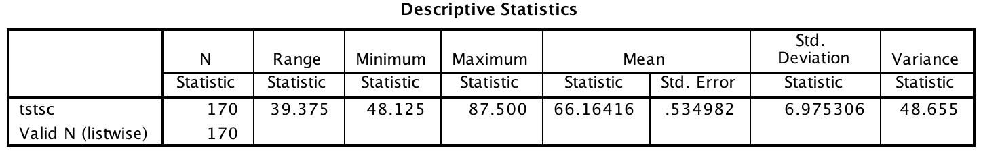 Descriptive Statistics
N Range Minimum Maximum Mean Std. Deviation Variance
Statistic Statistic Statistic Statistic Statistic Std. Error Statistic Statistic
tstsc 170 39.375 48.125 87.500 66.16416 .534982 6.975306 48.655
Valid N (listwise) 170